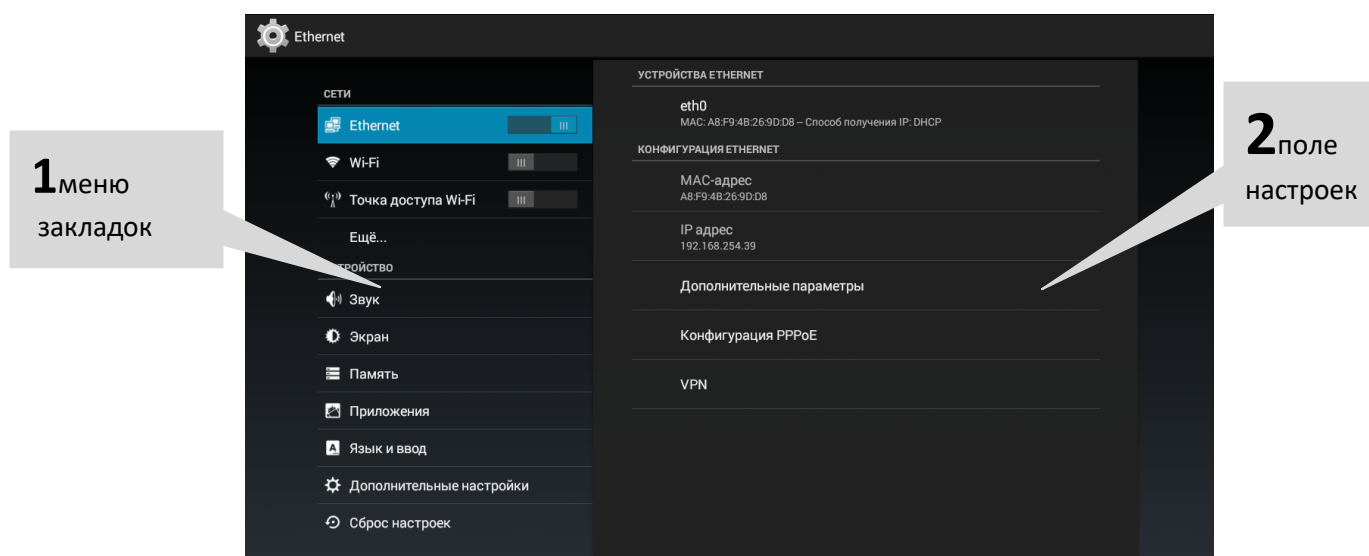 Ethernet
1меню
закладок
СЕТИ
Ethernet
Wi-Fi
Точка доступа Wi-Fi
Ещё...
ройство
Звук
Экран
Память
Приложения
Язык и ввод
Дополнительные настройки
Сброс настроек
УСТРОЙСТВА ETHERNET
eth0
MAC: A8:F9:4B:26:9D:D8 – Способ получения IP: DHCP
КОНФИГУРАЦИЯ ETHERNET
MAC-адрес
A8:F9:4B:26:9D:D8
IP адрес
192.168.254.39
Дополнительные параметры
Конфигурация PPPoE
VPN
2поле
настроек